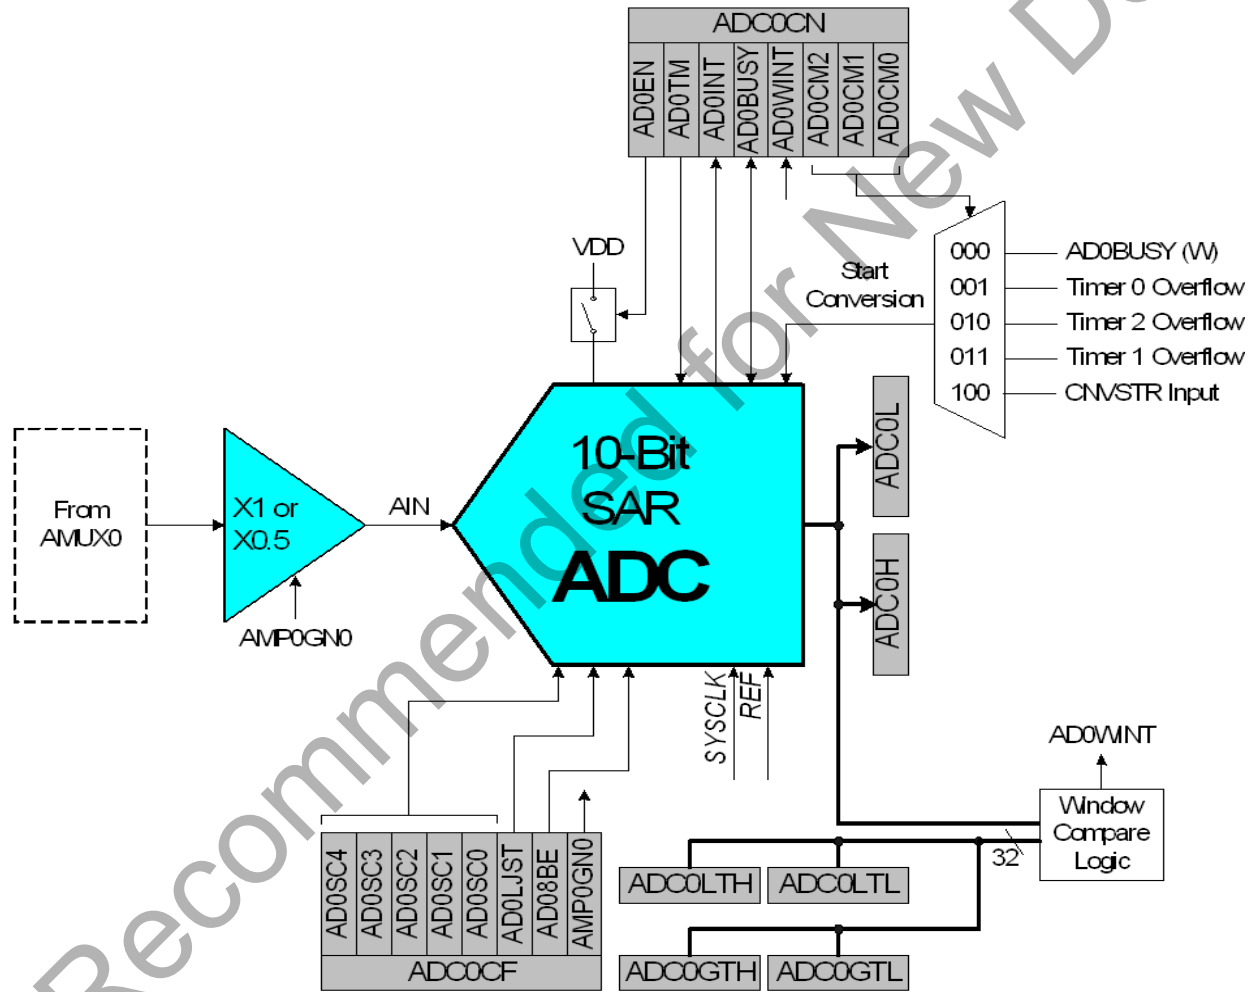 ADC0CN
AD0EN
AD0TM
AD0INT
AD0BUSY
AD0WINT
AD0CM2
AD0CM1
AD0CM0
VDD
Start
Conversion
000
001
010
011
100
AD0BUSY (W)
Timer 0 Overflow
Timer 2 Overflow
Timer 1 Overflow
CNVSTR Input
From
AMUX0
X1 or
X0.5
AMP0GN0
AIN
10-Bit
SAR
ADC
ADC0L
ADC0H
SYSCLK
REF
AD0WINT
Window
Compare
Logic
32
ADC0LTH
ADC0LTL
ADC0GTH
ADC0GTL
AD0SC4
AD0SC3
AD0SC2
AD0SC1
AD0SC0
AD0LJST
AD08BE
AMP0GN0
ADC0CF
Recommended for New De